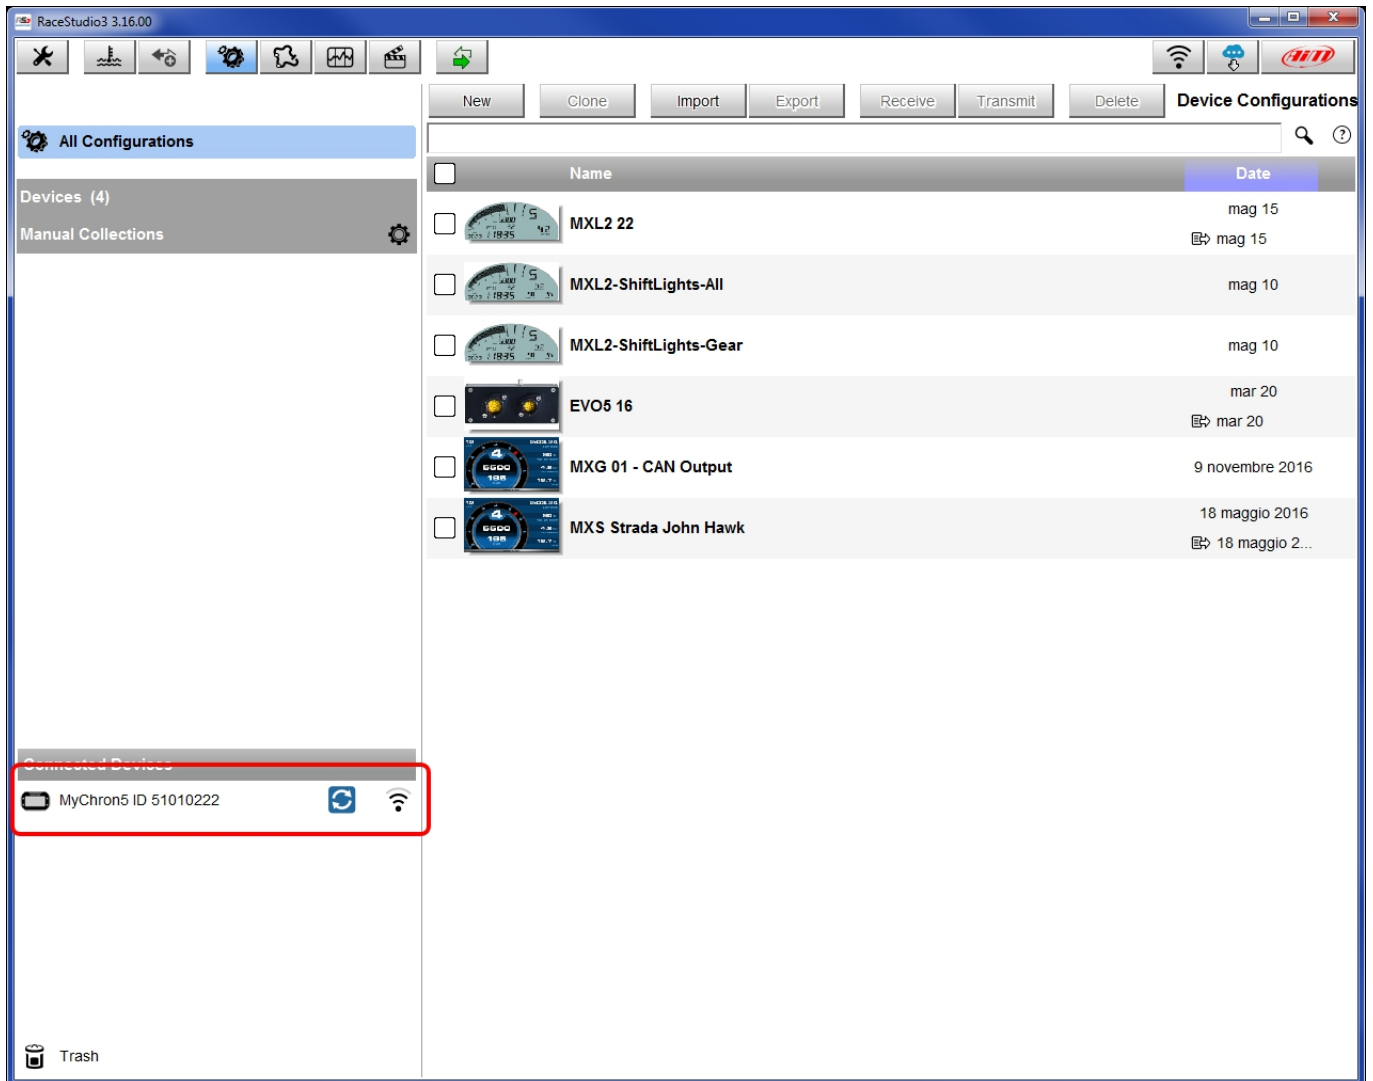 RaceStudio3 3.16.00
AiM
New Clone Import Export Receive Transmit Delete Device Configurations
All Configurations
Name Date
Devices (4)
Manual Collections
MXL2 22
mag 15
mag 15
MXL2-ShiftLights-All
mag 10
MXL2-ShiftLights-Gear
mag 10
EVO5 16
mar 20
mar 20
MXG 01 - CAN Output
9 novembre 2016
MXS Strada John Hawk
18 maggio 2016
18 maggio 2...
Connected Devices
MyChron5 ID 51010222
Trash